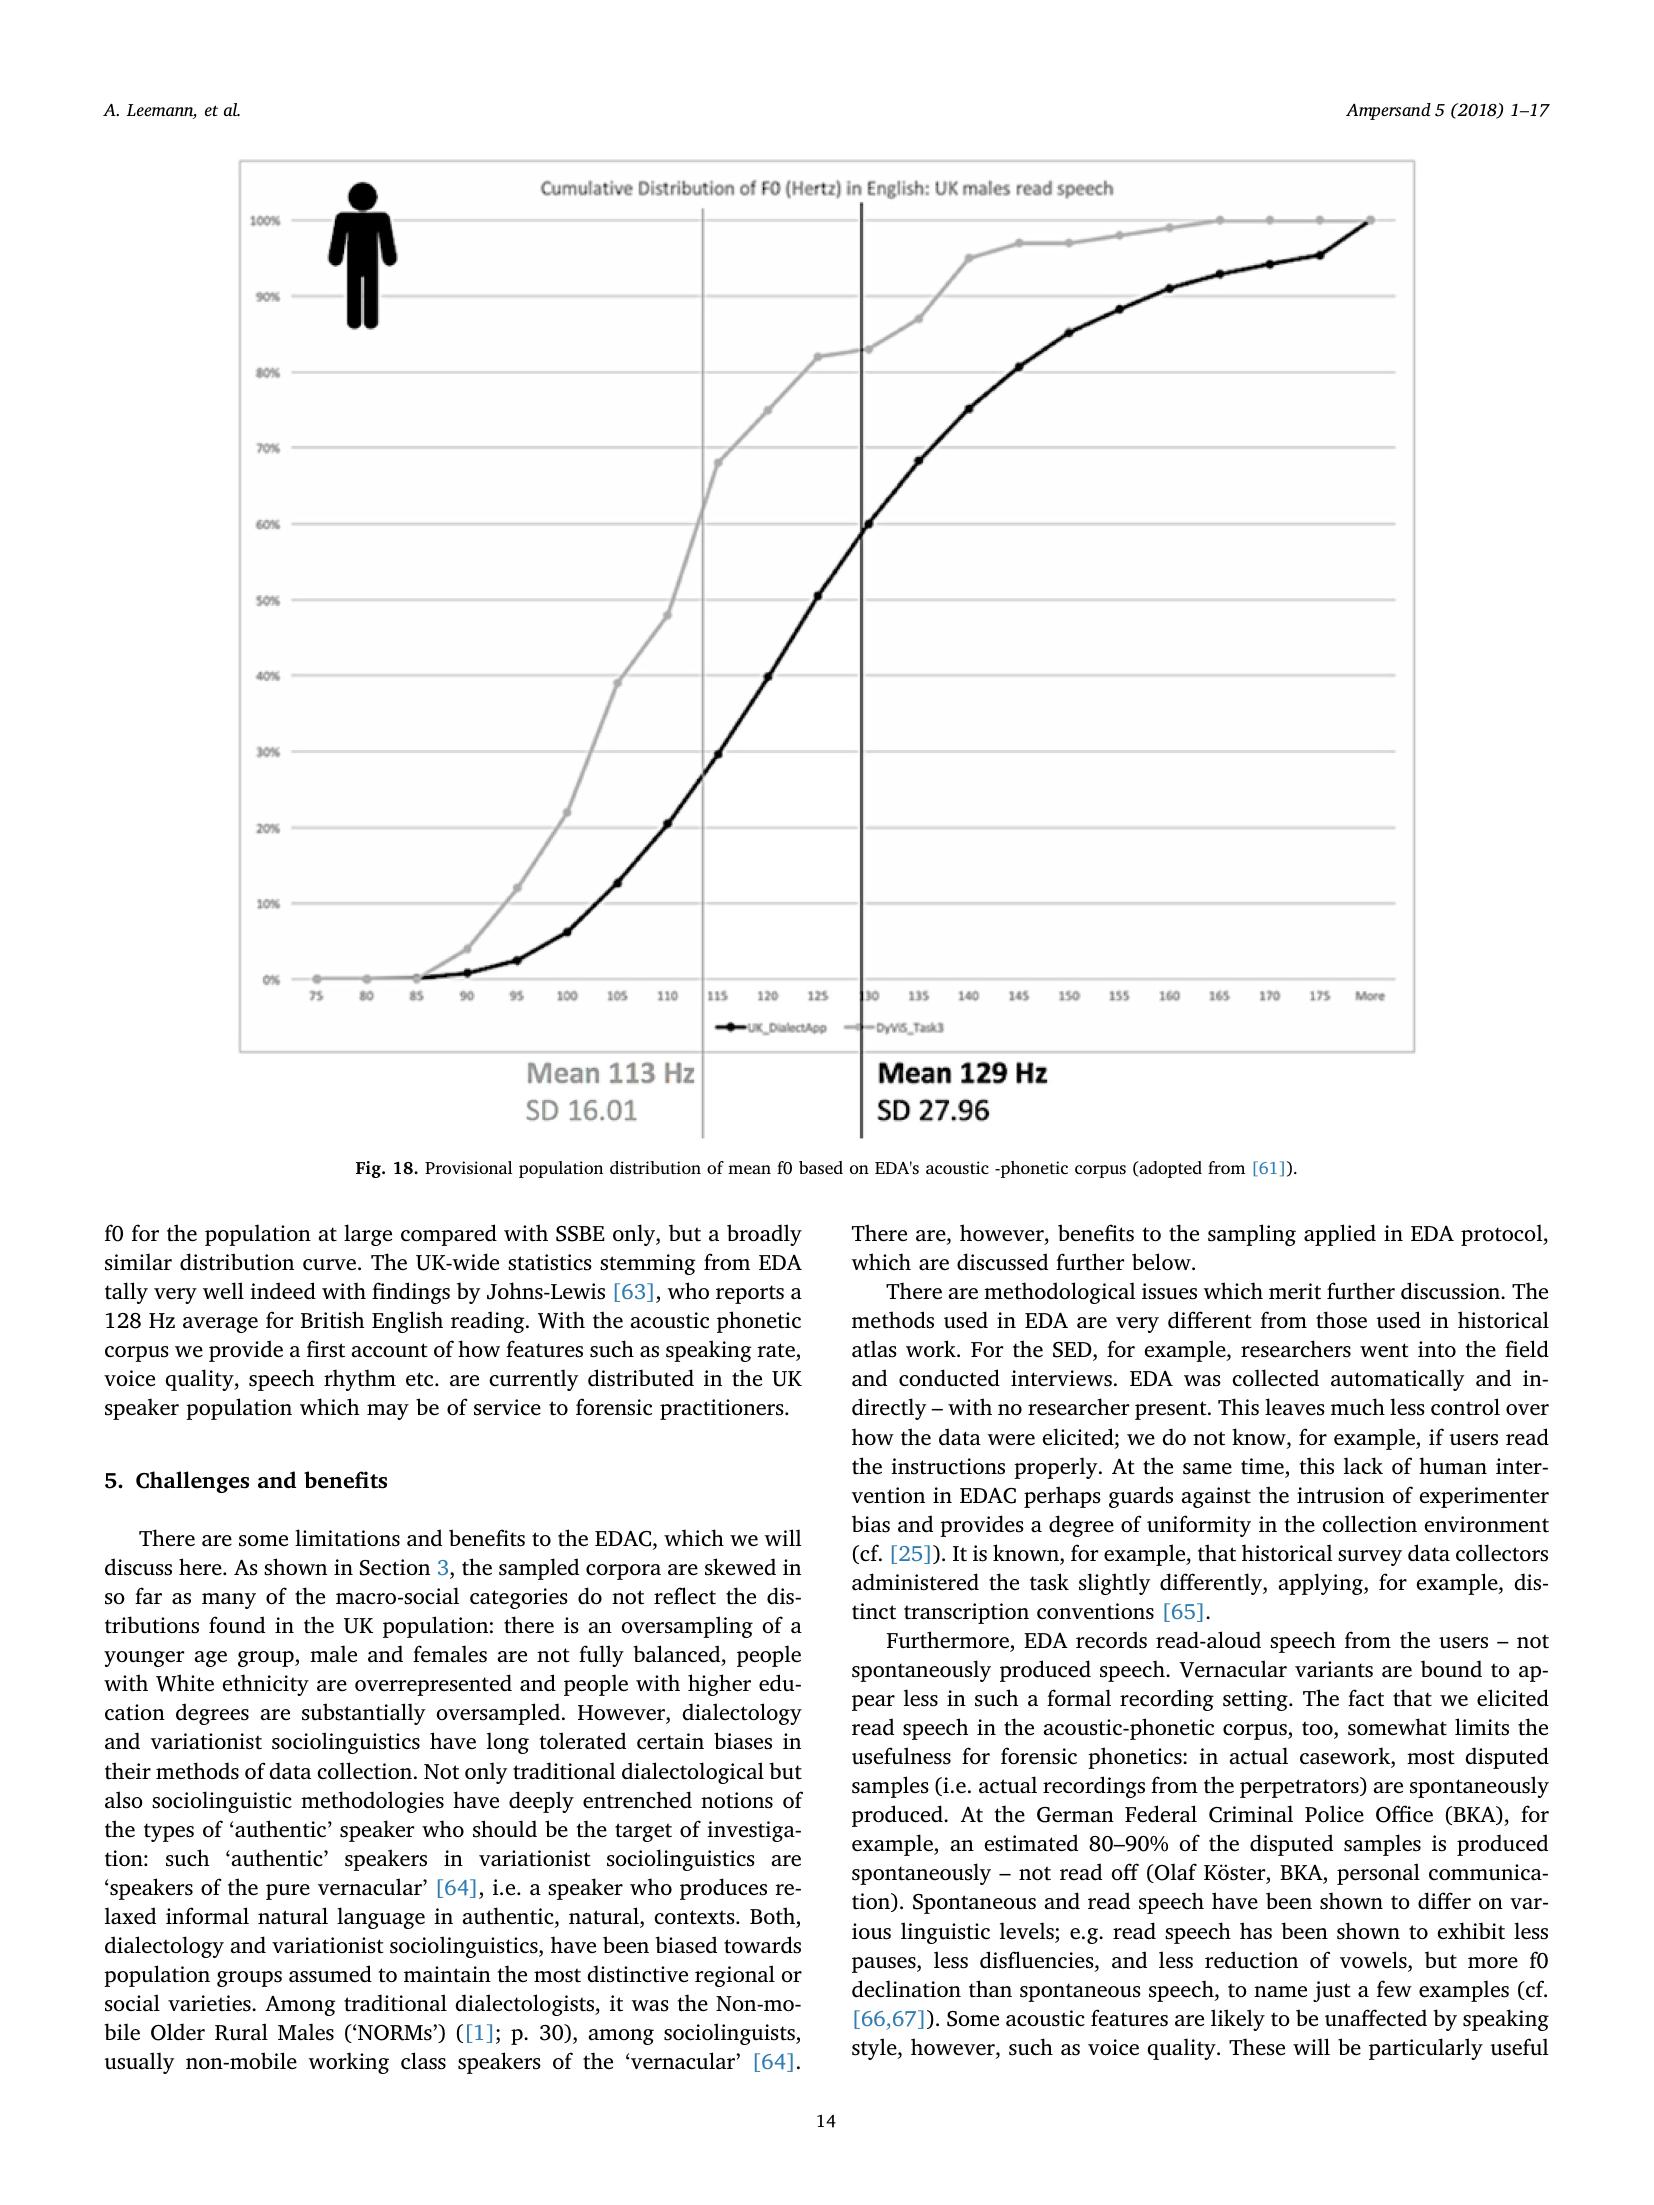 A. Leemann, et al.
Ampersand 5 (2018) 1–17
Cumulative Distribution of F0 (Hertz) in English: UK males read speech
100%
90%
80%
70%
60%
50%
40%
30%
20%
10%
0%
75 80 85 90 95 100 105 110 115 120 125 130 135 140 145 150 155 160 165 170 175 More
UK_DialectApp DyViS_Task3
Mean 113 Hz
SD 16.01
Mean 129 Hz
SD 27.96
Fig. 18. Provisional population distribution of mean f0 based on EDA's acoustic -phonetic corpus (adopted from [61]).
f0 for the population at large compared with SSBE only, but a broadly
similar distribution curve. The UK-wide statistics stemming from EDA
tally very well indeed with findings by Johns-Lewis [63], who reports a
128 Hz average for British English reading. With the acoustic phonetic
corpus we provide a first account of how features such as speaking rate,
voice quality, speech rhythm etc. are currently distributed in the UK
speaker population which may be of service to forensic practitioners.
5. Challenges and benefits
There are some limitations and benefits to the EDAC, which we will
discuss here. As shown in Section 3, the sampled corpora are skewed in
so far as many of the macro-social categories do not reflect the dis-
tributions found in the UK population: there is an oversampling of a
younger age group, male and females are not fully balanced, people
with White ethnicity are overrepresented and people with higher edu-
cation degrees are substantially oversampled. However, dialectology
and variationist sociolinguistics have long tolerated certain biases in
their methods of data collection. Not only traditional dialectological but
also sociolinguistic methodologies have deeply entrenched notions of
the types of ‘authentic’ speaker who should be the target of investiga-
tion: such ‘authentic’ speakers in variationist sociolinguistics are
‘speakers of the pure vernacular’ [64], i.e. a speaker who produces re-
laxed informal natural language in authentic, natural, contexts. Both,
dialectology and variationist sociolinguistics, have been biased towards
population groups assumed to maintain the most distinctive regional or
social varieties. Among traditional dialectologists, it was the Non-mo-
bile Older Rural Males (‘NORMs’) ([1]; p. 30), among sociolinguists,
usually non-mobile working class speakers of the ‘vernacular’ [64].
There are, however, benefits to the sampling applied in EDA protocol,
which are discussed further below.
There are methodological issues which merit further discussion. The
methods used in EDA are very different from those used in historical
atlas work. For the SED, for example, researchers went into the field
and conducted interviews. EDA was collected automatically and in-
directly – with no researcher present. This leaves much less control over
how the data were elicited; we do not know, for example, if users read
the instructions properly. At the same time, this lack of human inter-
vention in EDAC perhaps guards against the intrusion of experimenter
bias and provides a degree of uniformity in the collection environment
(cf. [25]). It is known, for example, that historical survey data collectors
administered the task slightly differently, applying, for example, dis-
tinct transcription conventions [65].
Furthermore, EDA records read-aloud speech from the users – not
spontaneously produced speech. Vernacular variants are bound to ap-
pear less in such a formal recording setting. The fact that we elicited
read speech in the acoustic-phonetic corpus, too, somewhat limits the
usefulness for forensic phonetics: in actual casework, most disputed
samples (i.e. actual recordings from the perpetrators) are spontaneously
produced. At the German Federal Criminal Police Office (BKA), for
example, an estimated 80–90% of the disputed samples is produced
spontaneously – not read off (Olaf Köster, BKA, personal communica-
tion). Spontaneous and read speech have been shown to differ on var-
ious linguistic levels; e.g. read speech has been shown to exhibit less
pauses, less disfluencies, and less reduction of vowels, but more f0
declination than spontaneous speech, to name just a few examples (cf.
[66,67]). Some acoustic features are likely to be unaffected by speaking
style, however, such as voice quality. These will be particularly useful
14